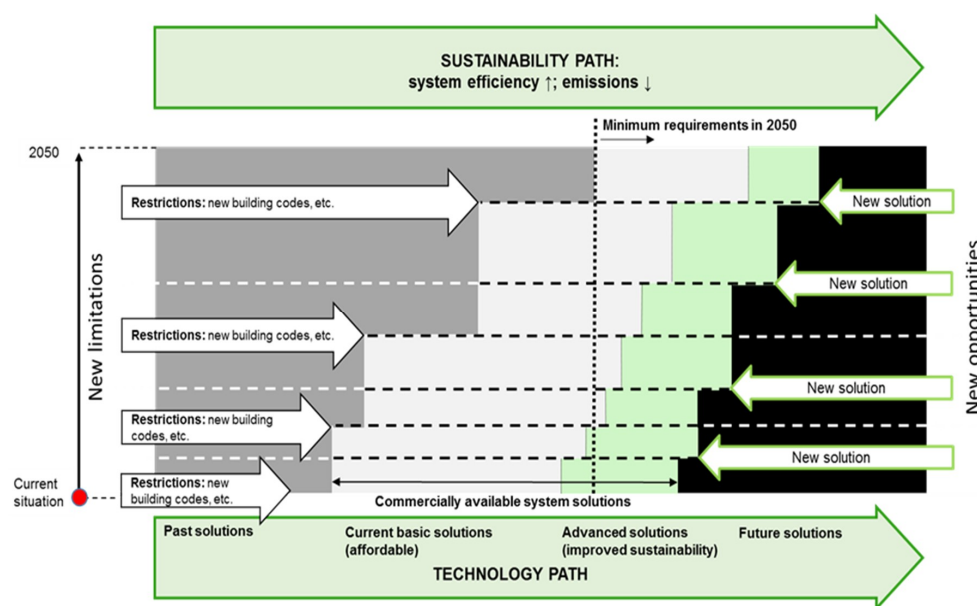 SUSTAINABILITY PATH:
system efficiency ↑; emissions ↓
Minimum requirements in 2050
2050
Restrictions: new building codes, etc.
New solution
New solution
Restrictions: new building codes, etc.
New solution
Restrictions: new building
codes, etc.
New solution
Restrictions: new
building codes, etc.
New limitations
New opportunities
Current
situation
Commercially available system solutions
Past solutions
Current basic solutions
(affordable)
Advanced solutions
(improved sustainability)
Future solutions
TECHNOLOGY PATH